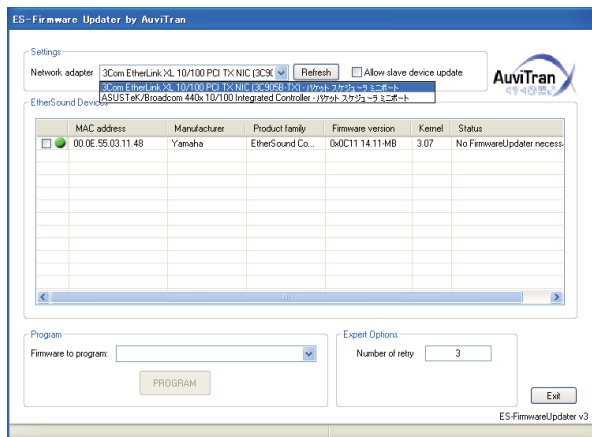 ES-Firmware Updater by AuviTran
Settings
Network adapter 3Com EtherLink XL 10/100 PCI TX NIC (3C9( Refresh Allow slave device update
3Com EtherLink XL 10/100 PCI TX NIC (3C905B-TX) - パケット スケジューラ ミニポート
ASUSTeK/Broadcom 440x 10/100 Integrated Controller - パケット スケジューラ ミニポート
AuviTran
EtherSound Devices
MAC address Manufacturer Product family Firmware version Kernel Status
00.0E.55.03.11.48 Yamaha EtherSound Co... 0x0C11 14.11-MB 3.07 No FirmwareUpdater necess
Program
Firmware to program:
PROGRAM
Expert Options
Number of retry 3
Exit
ES-FirmwareUpdater v3